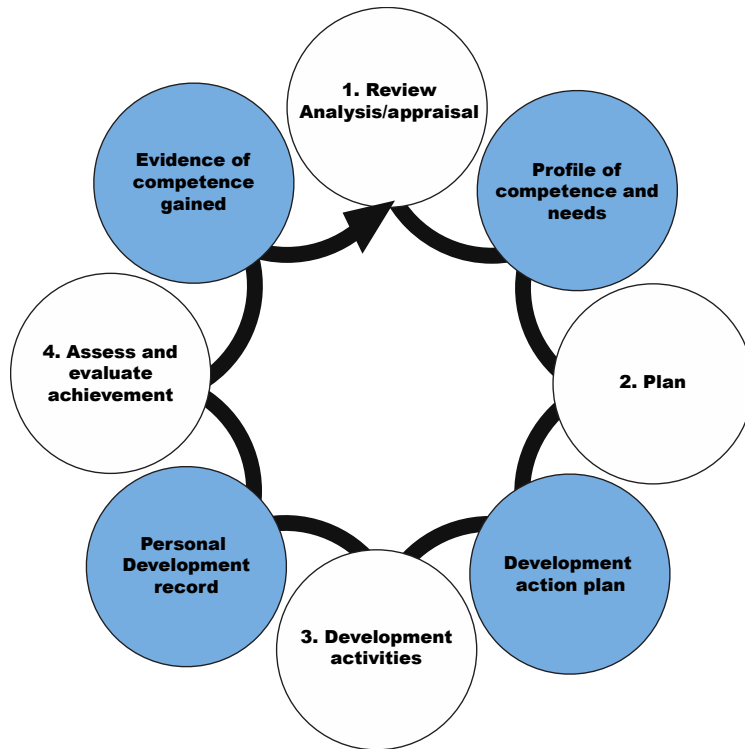 1. Review
Analysis/appraisal
Profile of
competence and
needs
2. Plan
Development
action plan
3. Development
activities
Personal
Development
record
4. Assess and
evaluate
achievement
Evidence of
competence
gained